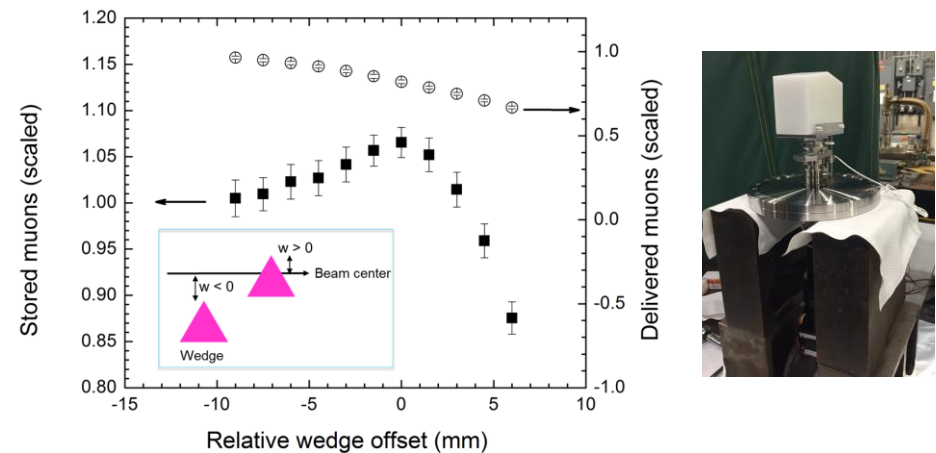 1.20
1.15
1.10
1.05
1.00
0.95
0.90
0.85
0.80
Stored muons (scaled)
1.0
0.5
0.0
-0.5
-1.0
Delivered muons (scaled)
w > 0
Beam center
w < 0
Wedge
-15 -10 -5 0 5 10
Relative wedge offset (mm)